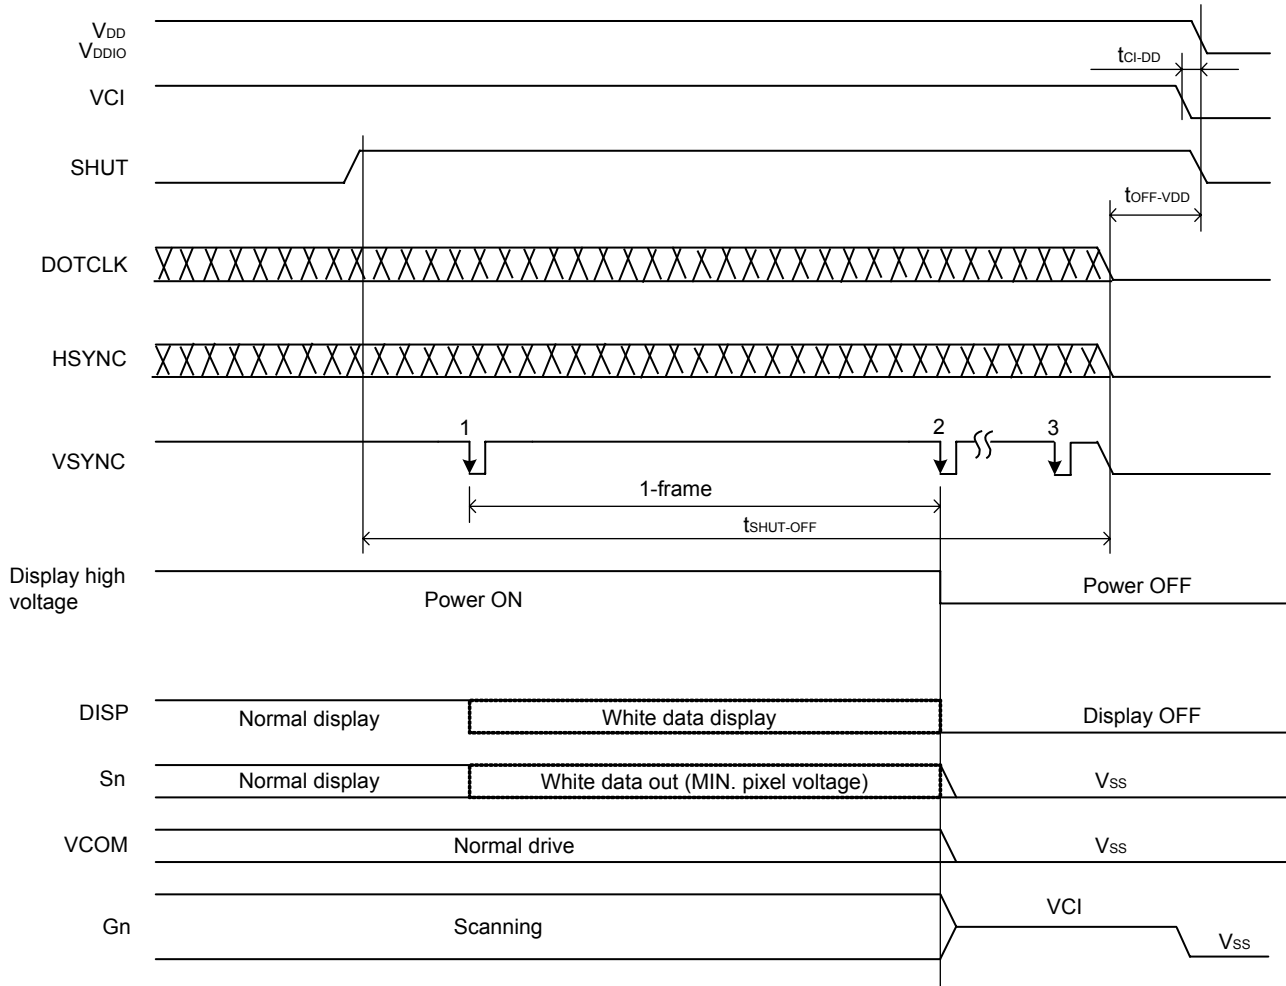 VDD
VDDIO
tCI-DD
VCI
SHUT
tOFF-VDD
DOTCLK
HSYNC
1
2
3
VSYNC
1-frame
tSHUT-OFF
Display high
voltage
Power ON
Power OFF
DISP
Normal display
White data display
Display OFF
Sn
Normal display
White data out (MIN. pixel voltage)
VSS
VCOM
Normal drive
VSS
Gn
Scanning
VCI
VSS